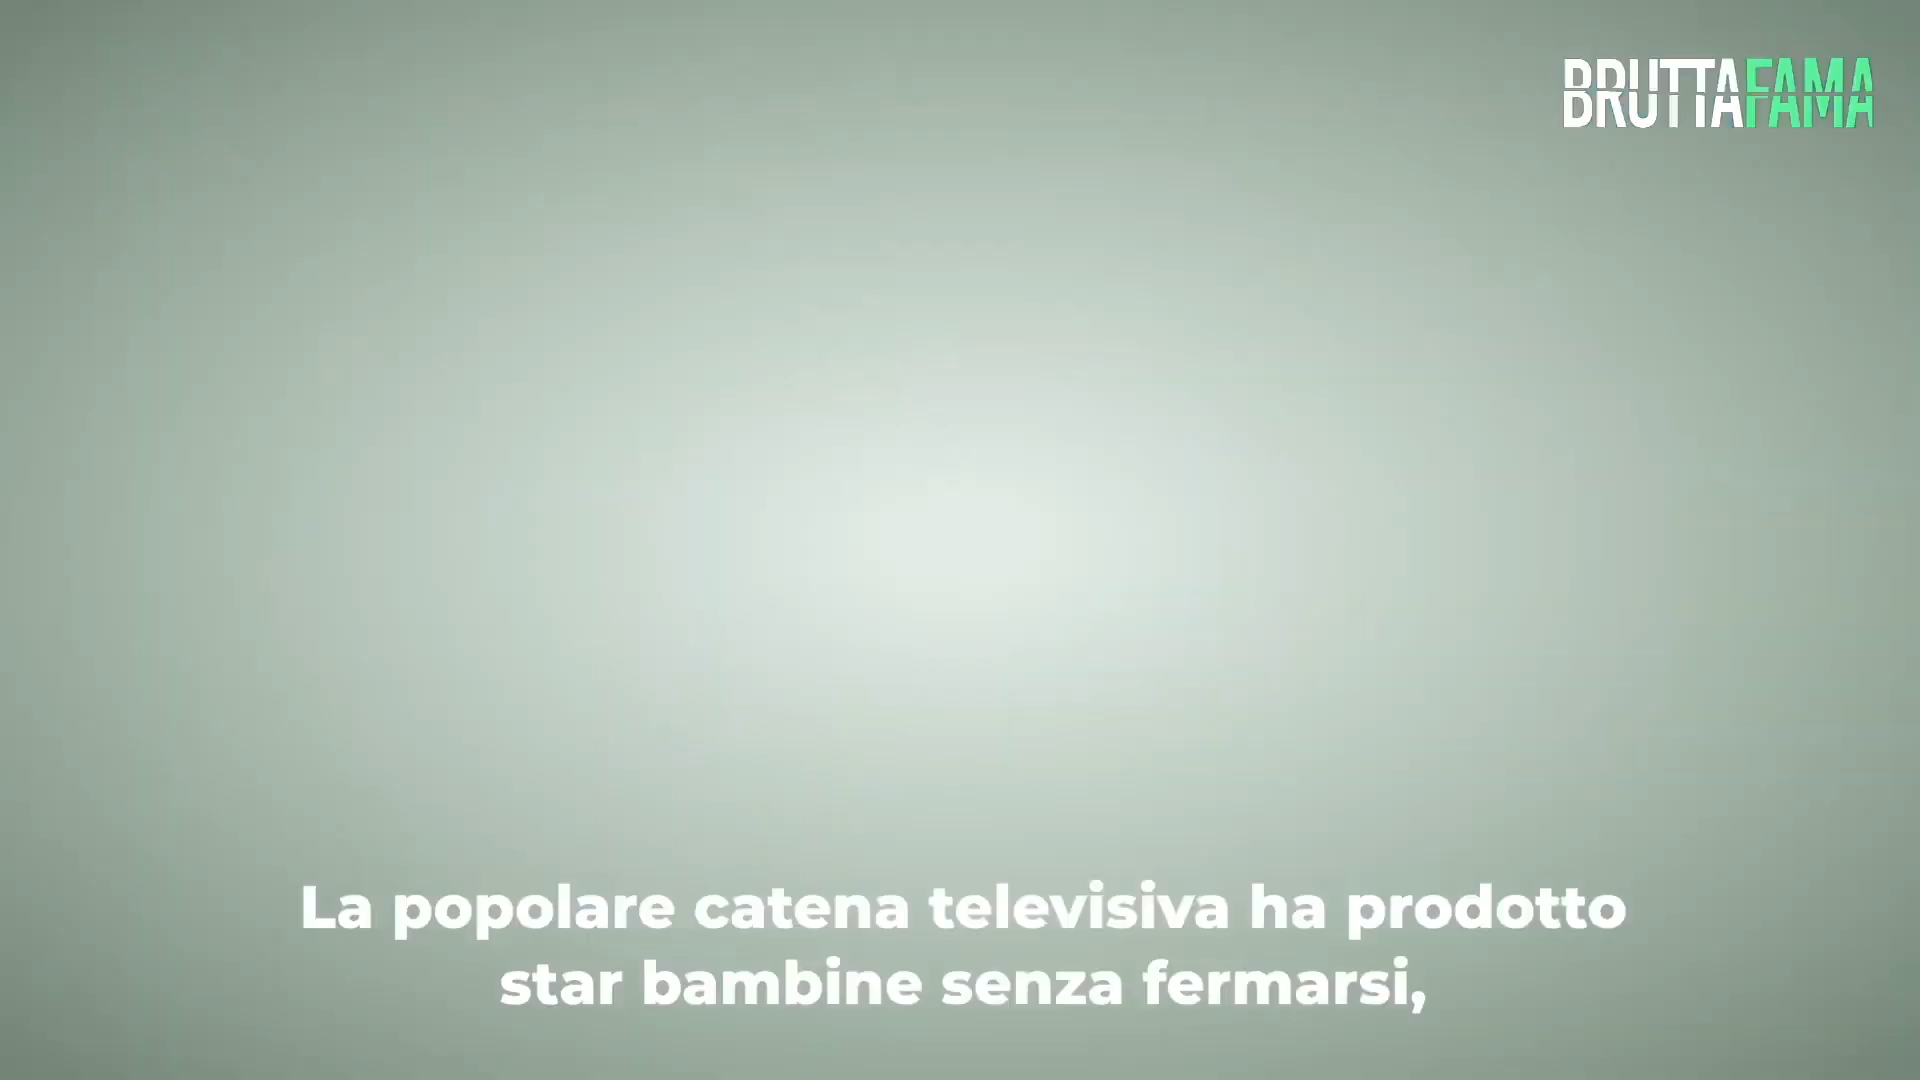 BRUTTAFAMA
La popolare catena televisiva ha prodotto
star bambine senza fermarsi,